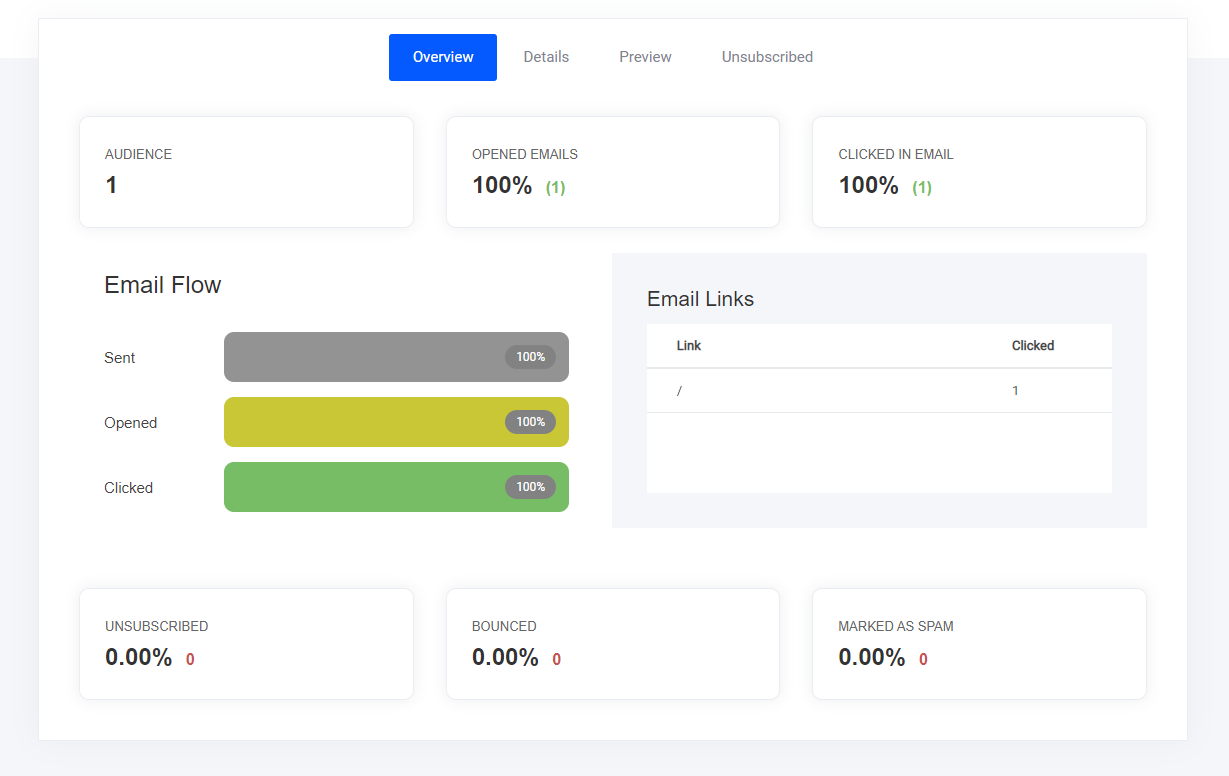 Overview Details Preview Unsubscribed
AUDIENCE
1
OPENED EMAILS
100% (1)
CLICKED IN EMAIL
100% (1)
Email Flow
Sent 100%
Opened 100%
Clicked 100%
Email Links
Link Clicked
/ 1
UNSUBSCRIBED
0.00% 0
BOUNCED
0.00% 0
MARKED AS SPAM
0.00% 0